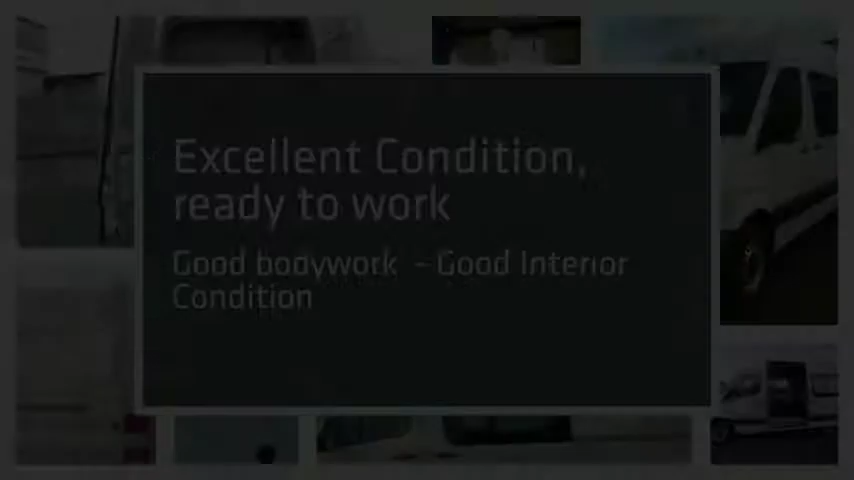 Excellent Condition,
ready to work
Good bodywork - Good Interior
Condition